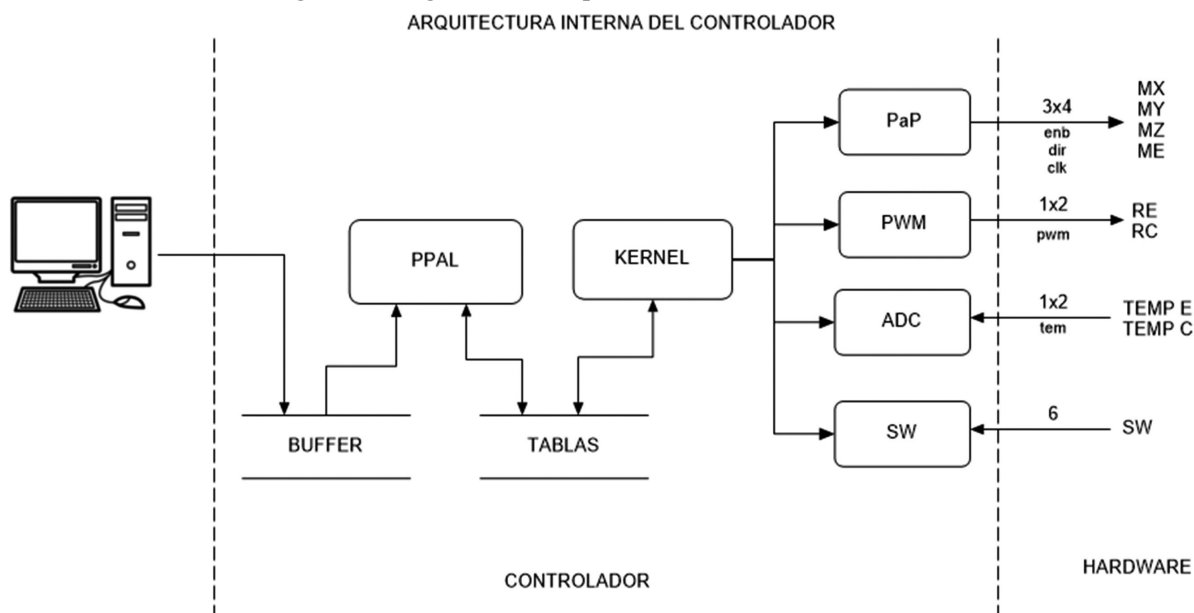 ARQUITECTURA INTERNA DEL CONTROLADOR
PaP
3x4
enb
dir
clk
MX
MY
MZ
ME
PPAL
KERNEL
PWM
1x2
pwm
RE
RC
ADC
1x2
tem
TEMP E
TEMP C
BUFFER
TABLAS
SW
6
SW
CONTROLADOR
HARDWARE